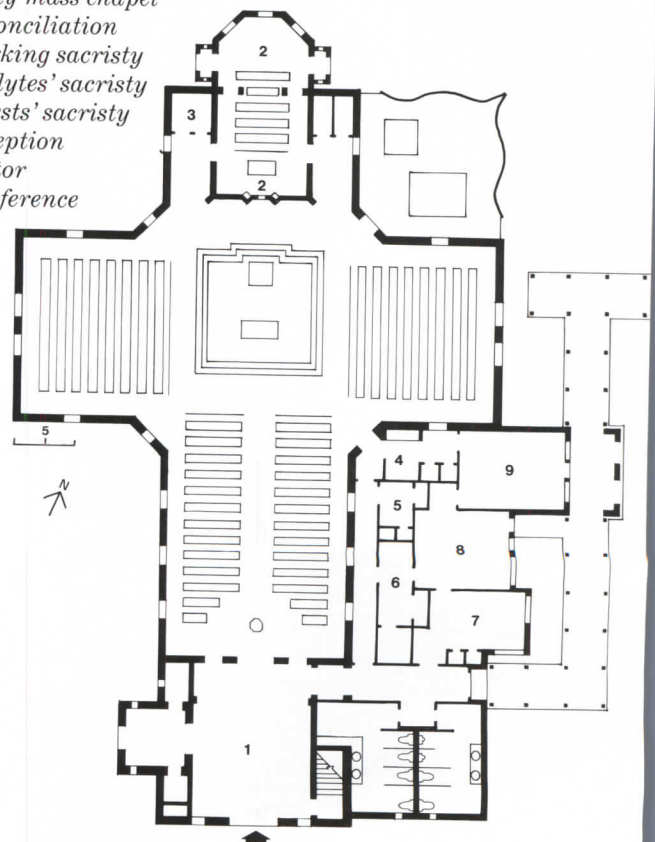 y mass chapel
onciliation
king sacristy
lytes' sacristy
sts' sacristy
eption
tor
ference
2
3
2
5
N
4
9
5
8
6
7
1